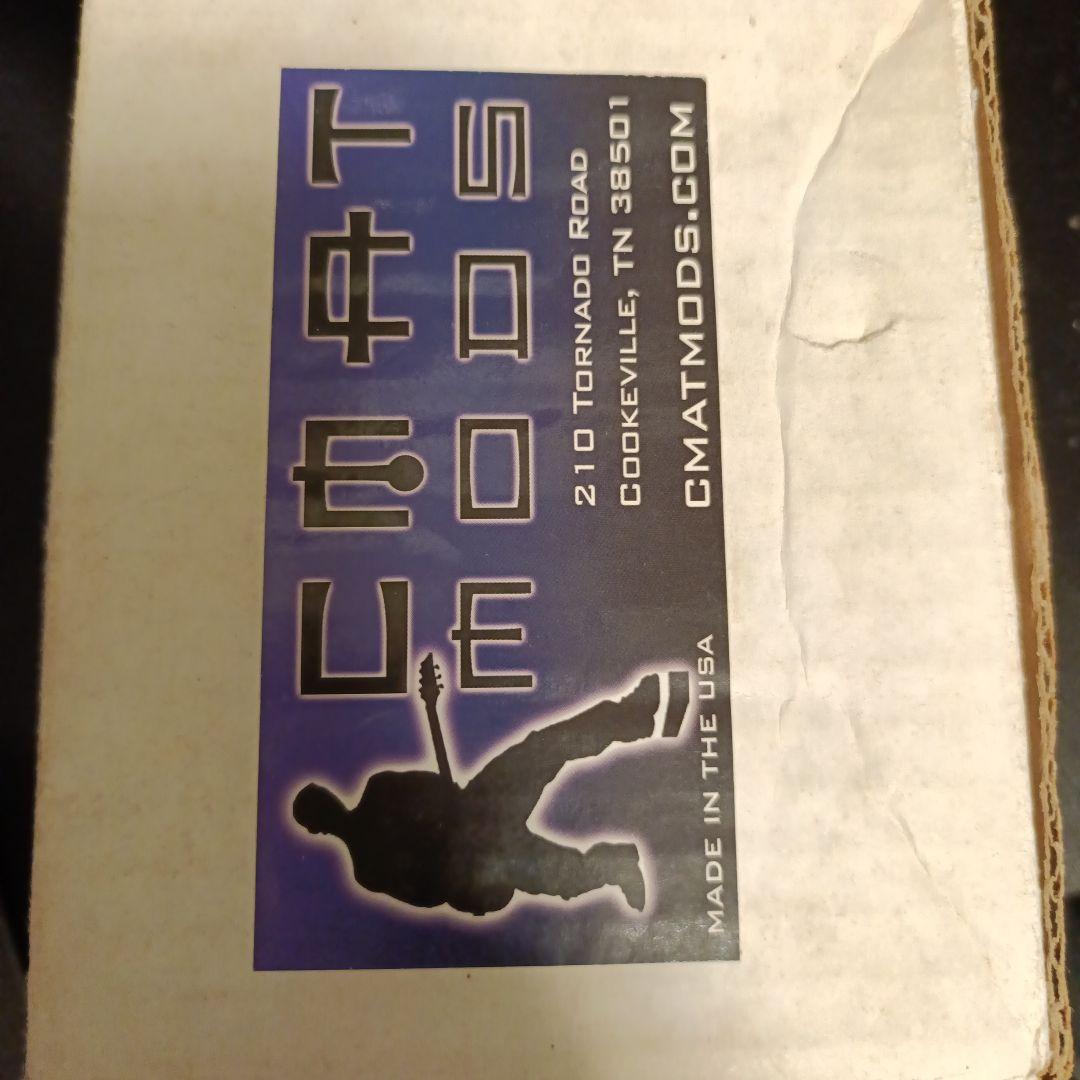 CMAT
MODS
210 TORNADO ROAD
COOKEVILLE, TN 38501
CMATMODS.COM
MADE IN THE USA